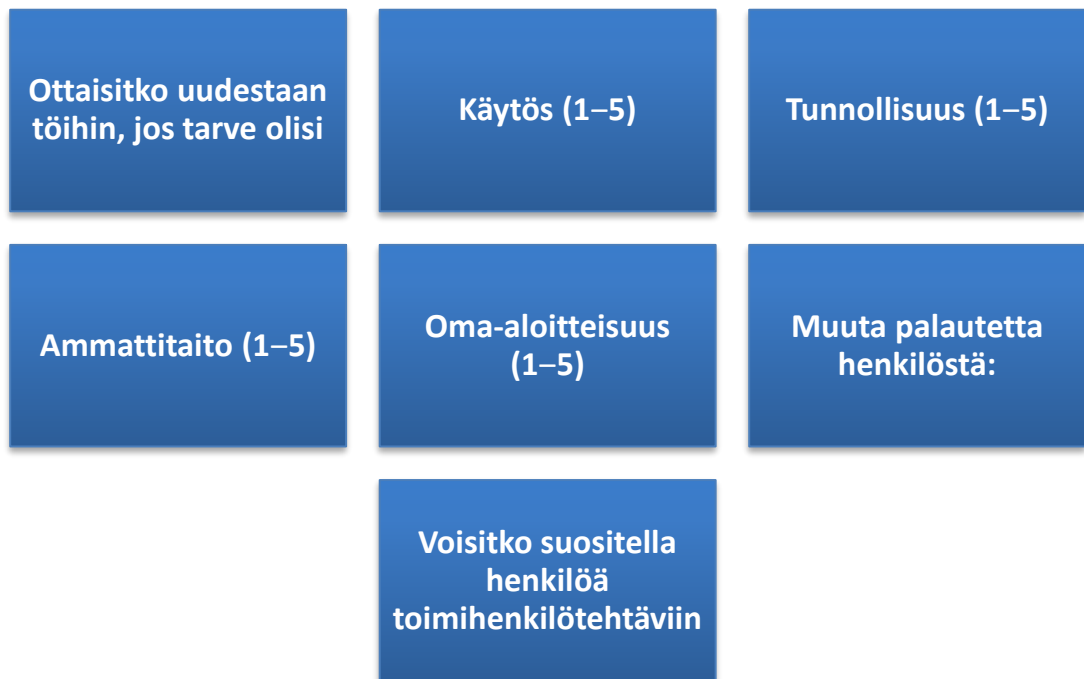 Ottaisitko uudestaan
töihin, jos tarve olisi
Käytös (1–5)
Tunnollisuus (1–5)
Ammattitaito (1–5)
Oma-aloitteisuus
(1–5)
Muuta palautetta
henkilöstä:
Voisitko suositella
henkilöä
toimihenkilötehtäviin